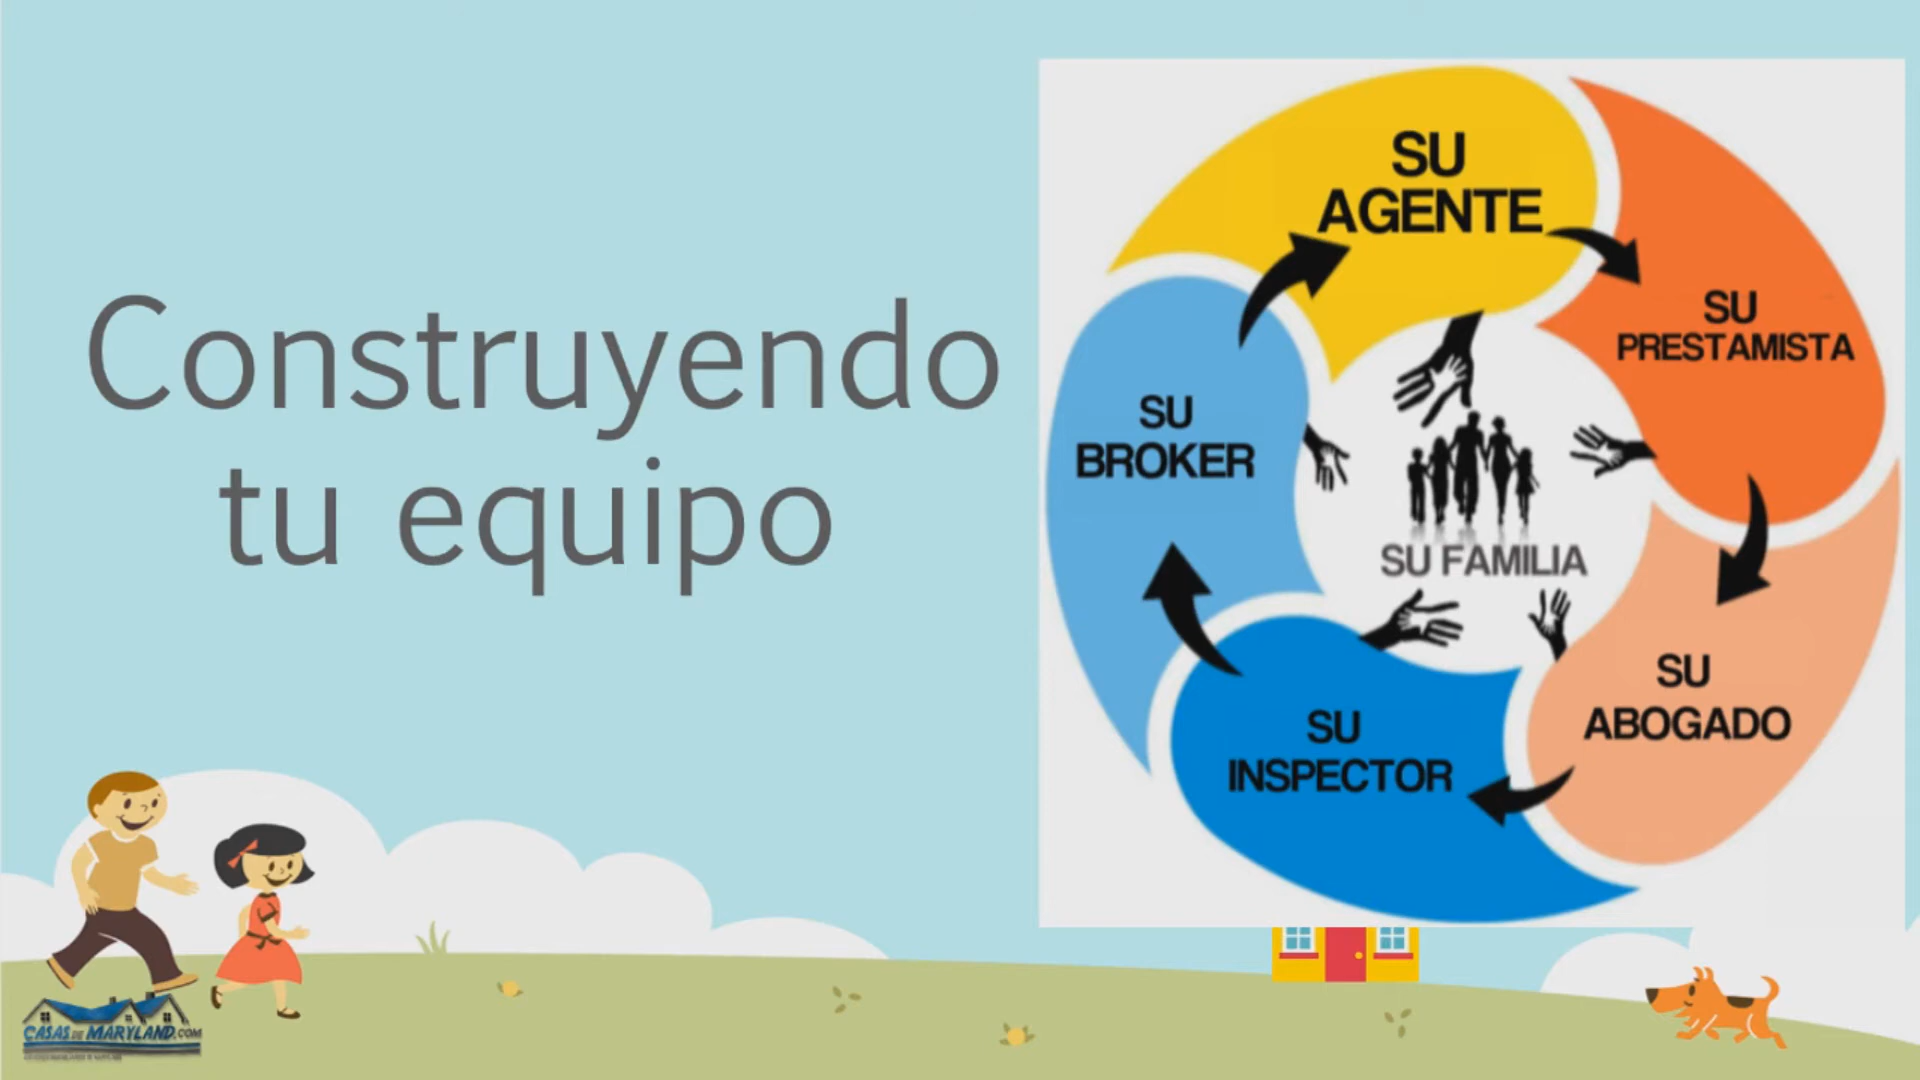 Construyendo
tu equipo
SU
AGENTE
SU
PRESTAMISTA
SU
ABOGADO
SU
INSPECTOR
SU
BROKER
SU FAMILIA
CASAS DE MARYLAND.COM